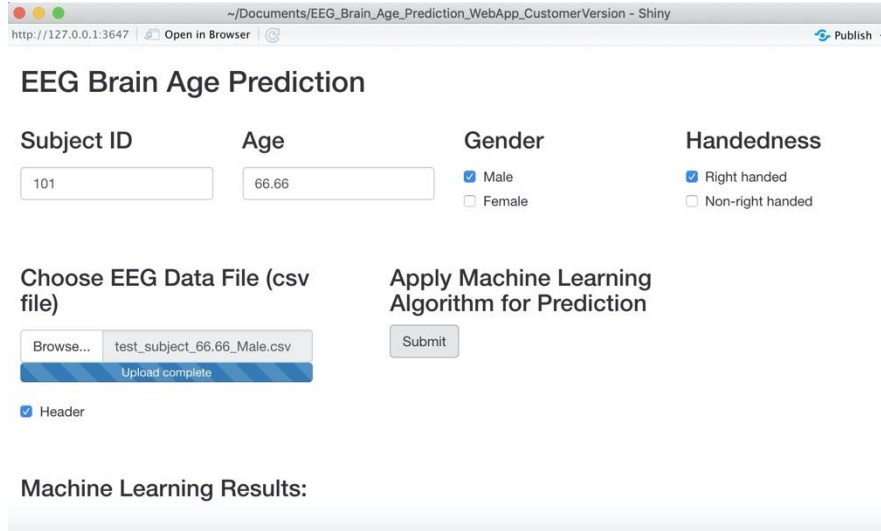 ~/Documents/EEG_Brain_Age_Prediction_WebApp_CustomerVersion - Shiny
http://127.0.0.1:3647 Open in Browser Publish
EEG Brain Age Prediction
Subject ID Age Gender Handedness
101 66.66 Male Right handed
Female Non-right handed
Choose EEG Data File (csv
file)
Apply Machine Learning
Algorithm for Prediction
Browse... test_subject_66.66_Male.csv
Submit
Upload complete
Header
Machine Learning Results: